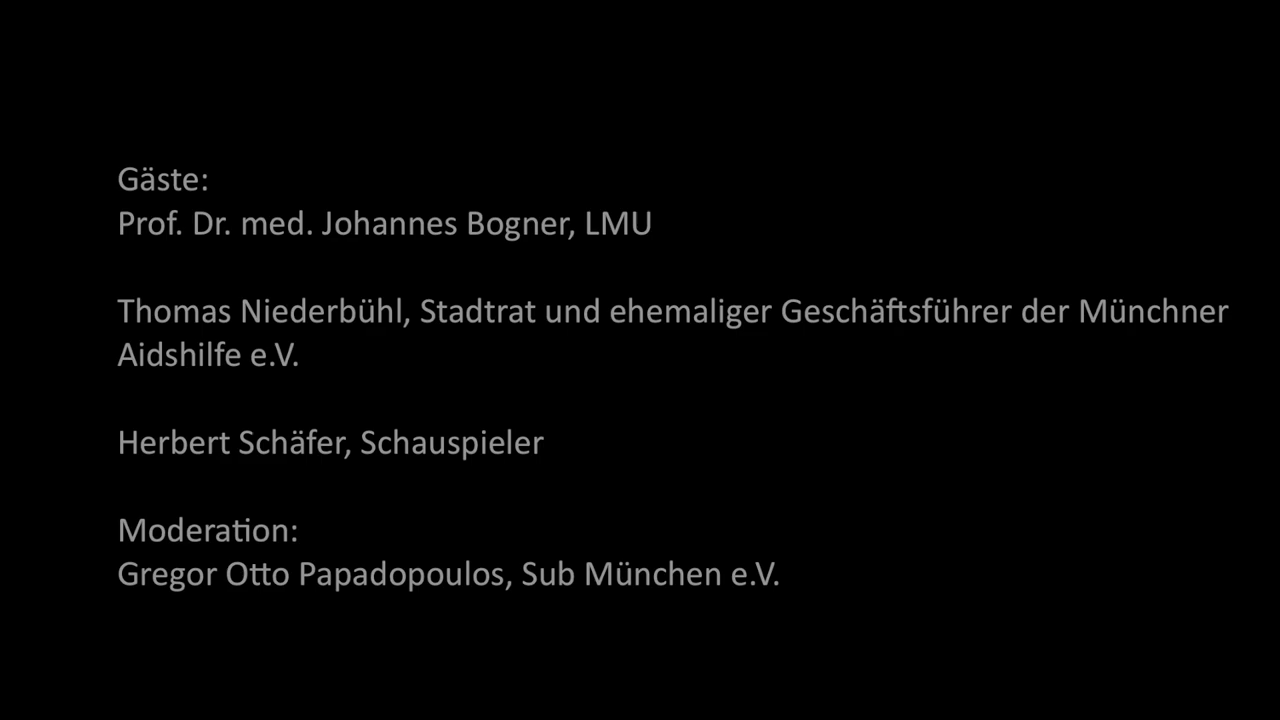 Gäste:
Prof. Dr. med. Johannes Bogner, LMU
Thomas Niederbühl, Stadtrat und ehemaliger Geschäftsführer der Münchner
Aidshilfe e.V.
Herbert Schäfer, Schauspieler
Moderation:
Gregor Otto Papadopoulos, Sub München e.V.